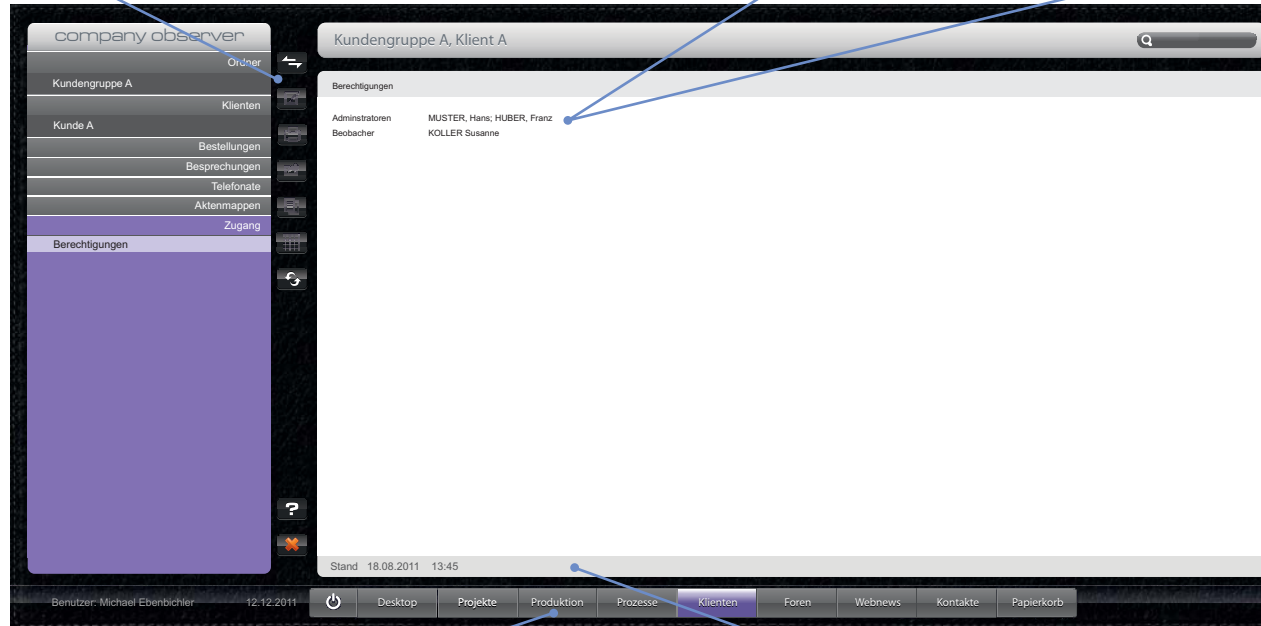 company observer
Ordner
Kundengruppe A
Klienten
Kunde A
Bestellungen
Besprechungen
Telefonate
Aktenmappen
Zugang
Berechtigungen
Kundengruppe A, Klient A
Berechtigungen
Adminstratoren MUSTER, Hans; HUBER, Franz
Beobacher KOLLER Susanne
?
Stand 18.08.2011 13:45
Benutzer: Michael Ebenbichler 12.12.2011 Desktop Projekte Produktion Prozesse Klienten Foren Webnews Kontakte Papierkorb